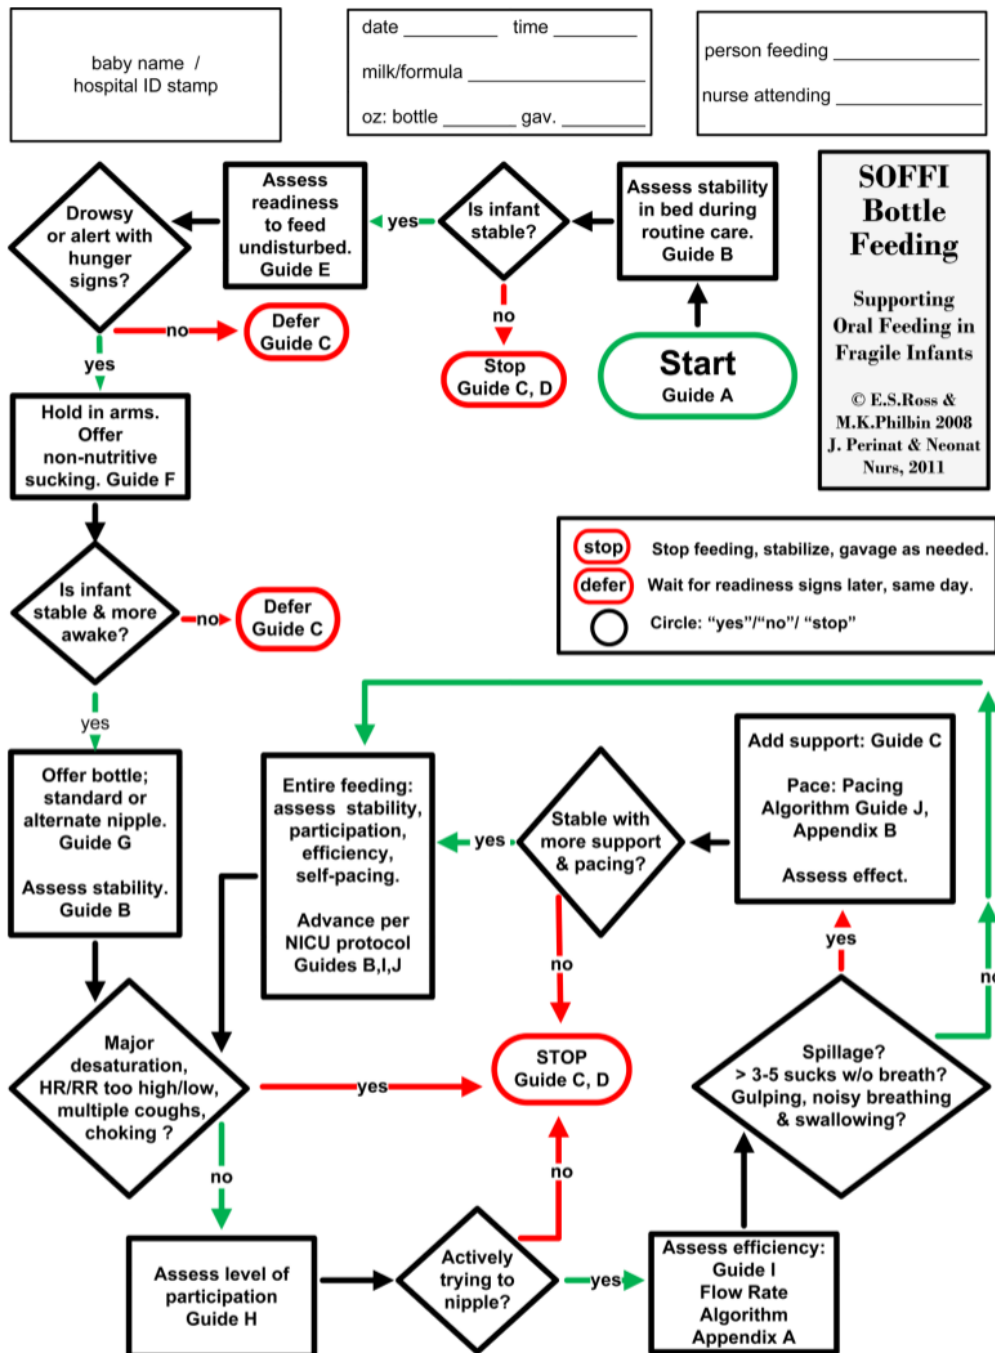 baby name /
hospital ID stamp
date ________ time ________
milk/formula ________________
oz: bottle _______ gav. ________
person feeding ______________
nurse attending ______________
SOFFI
Bottle
Feeding
Supporting
Oral Feeding in
Fragile Infants
© E.S.Ross &
M.K.Philbin 2008
J. Perinat & Neonat
Nurs, 2011
Start
Guide A
Assess stability
in bed during
routine care.
Guide B
Is infant
stable?
no
Stop
Guide C, D
yes
Assess
readiness
to feed
undisturbed.
Guide E
Drowsy
or alert with
hunger
signs?
no
Defer
Guide C
yes
Hold in arms.
Offer
non-nutritive
sucking. Guide F
Is infant
stable & more
awake?
no
Defer
Guide C
yes
Offer bottle;
standard or
alternate nipple.
Guide G
Assess stability.
Guide B
stop
Stop feeding, stabilize, gavage as needed.
defer
Wait for readiness signs later, same day.
Circle: “yes”/“no”/ “stop”
Major
desaturation,
HR/RR too high/low,
multiple coughs,
choking ?
yes
STOP
Guide C, D
no
Assess level of
participation
Guide H
Actively
trying to
nipple?
no
yes
Assess efficiency:
Guide I
Flow Rate
Algorithm
Appendix A
Spillage?
> 3-5 sucks w/o breath?
Gulping, noisy breathing
& swallowing?
no
yes
Add support: Guide C
Pace: Pacing
Algorithm Guide J,
Appendix B
Assess effect.
Stable with
more support
& pacing?
no
yes
Entire feeding:
assess stability,
participation,
efficiency,
self-pacing.
Advance per
NICU protocol
Guides B,I,J